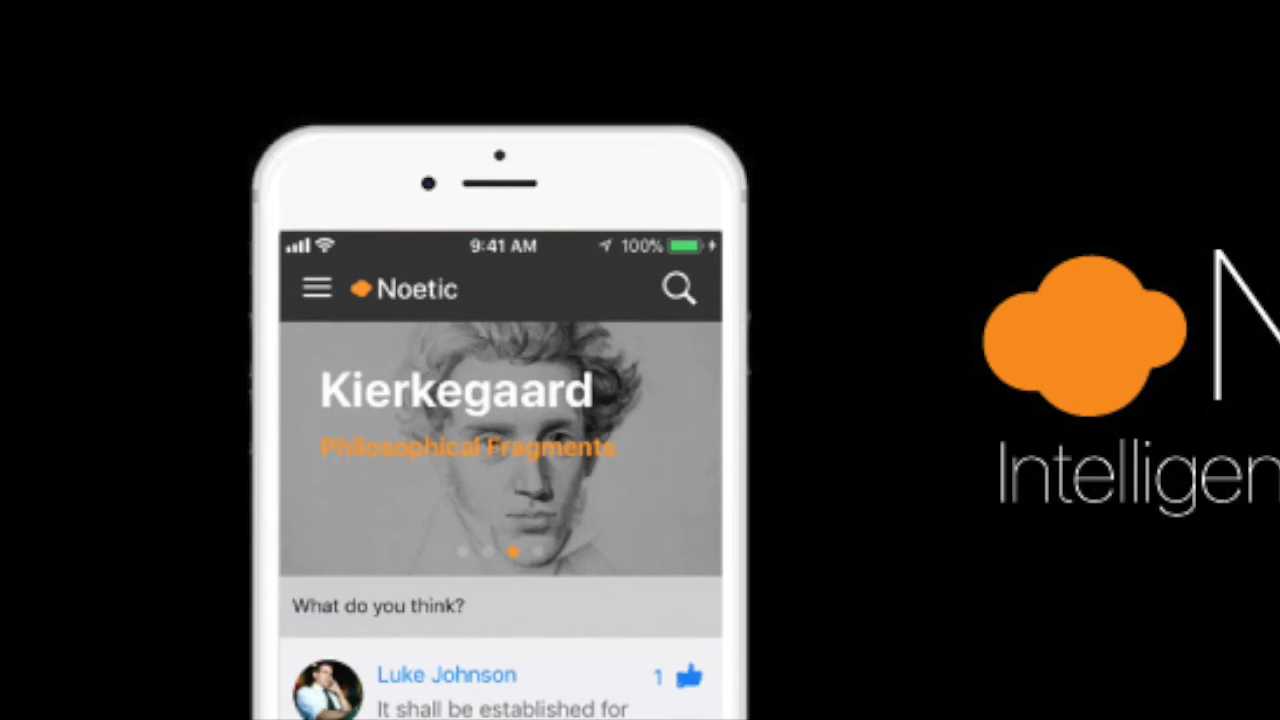 9:41 AM
100%
Noetic
Kierkegaard
Philosophical Fragments
What do you think?
Luke Johnson
1
It shall be established for
N
Intelligen